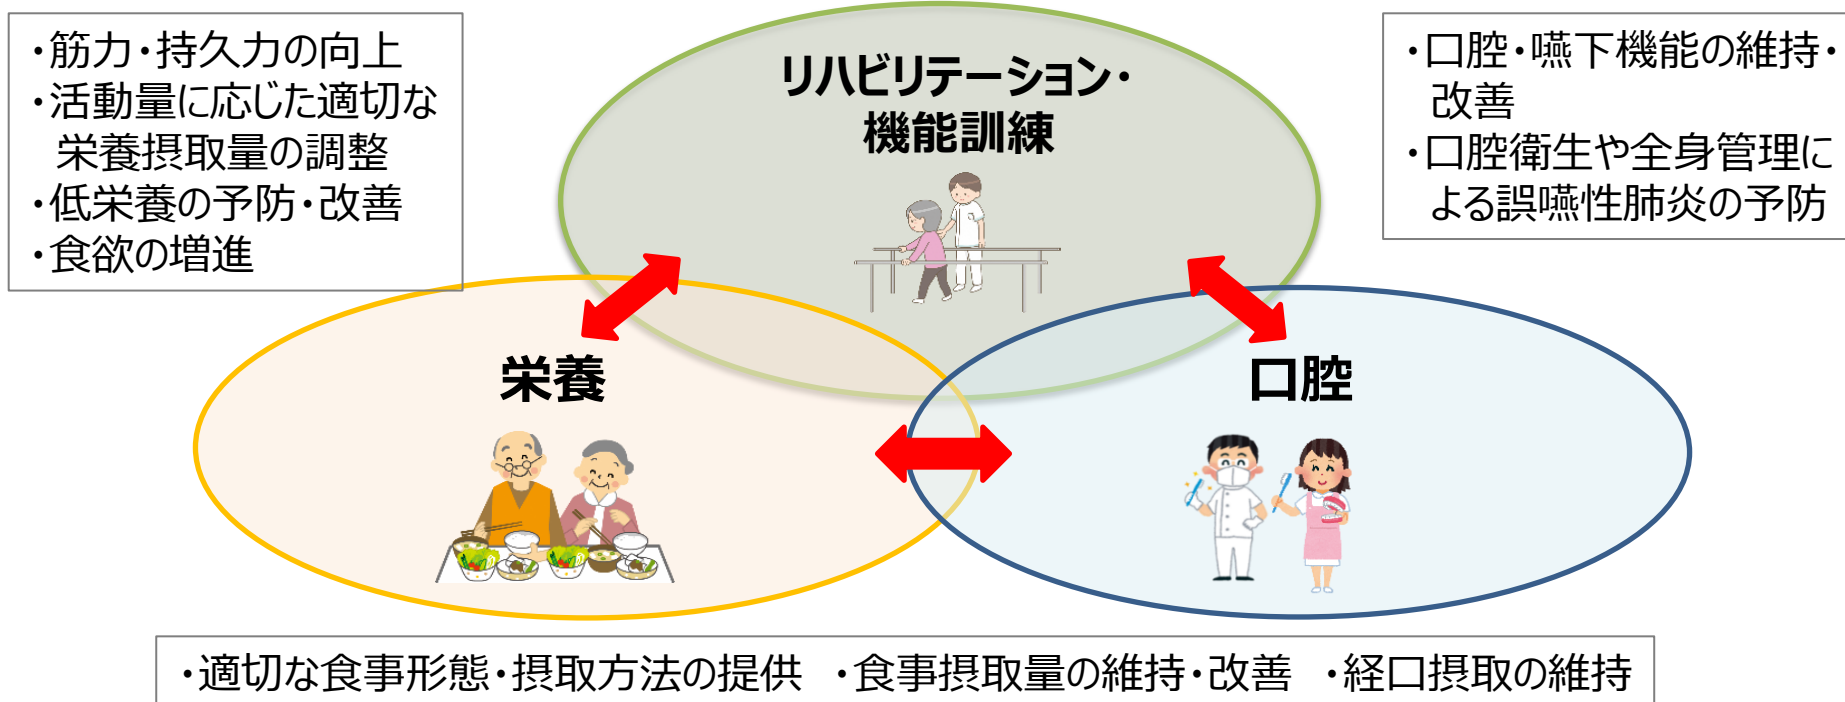 ・筋力・持久力の向上
・活動量に応じた適切な
栄養摂取量の調整
・低栄養の予防・改善
・食欲の増進
リハビリテーション・
機能訓練
・口腔・嚥下機能の維持・
改善
・口腔衛生や全身管理に
よる誤嚥性肺炎の予防
栄養
口腔
・適切な食事形態・摂取方法の提供 ・食事摂取量の維持・改善 ・経口摂取の維持